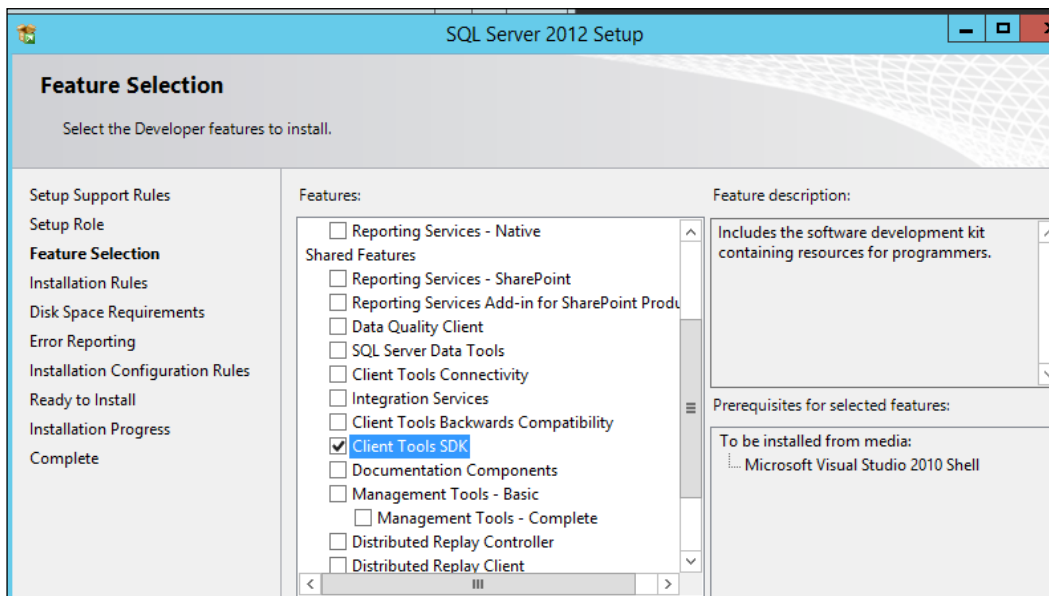 SQL Server 2012 Setup
Feature Selection
Select the Developer features to install.
Setup Support Rules
Setup Role
Feature Selection
Installation Rules
Disk Space Requirements
Error Reporting
Installation Configuration Rules
Ready to Install
Installation Progress
Complete
Features:
Reporting Services - Native
Shared Features
Reporting Services - SharePoint
Reporting Services Add-in for SharePoint Produ
Data Quality Client
SQL Server Data Tools
Client Tools Connectivity
Integration Services
Client Tools Backwards Compatibility
Client Tools SDK
Documentation Components
Management Tools - Basic
Management Tools - Complete
Distributed Replay Controller
Distributed Replay Client
Feature description:
Includes the software development kit
containing resources for programmers.
Prerequisites for selected features:
To be installed from media:
Microsoft Visual Studio 2010 Shell